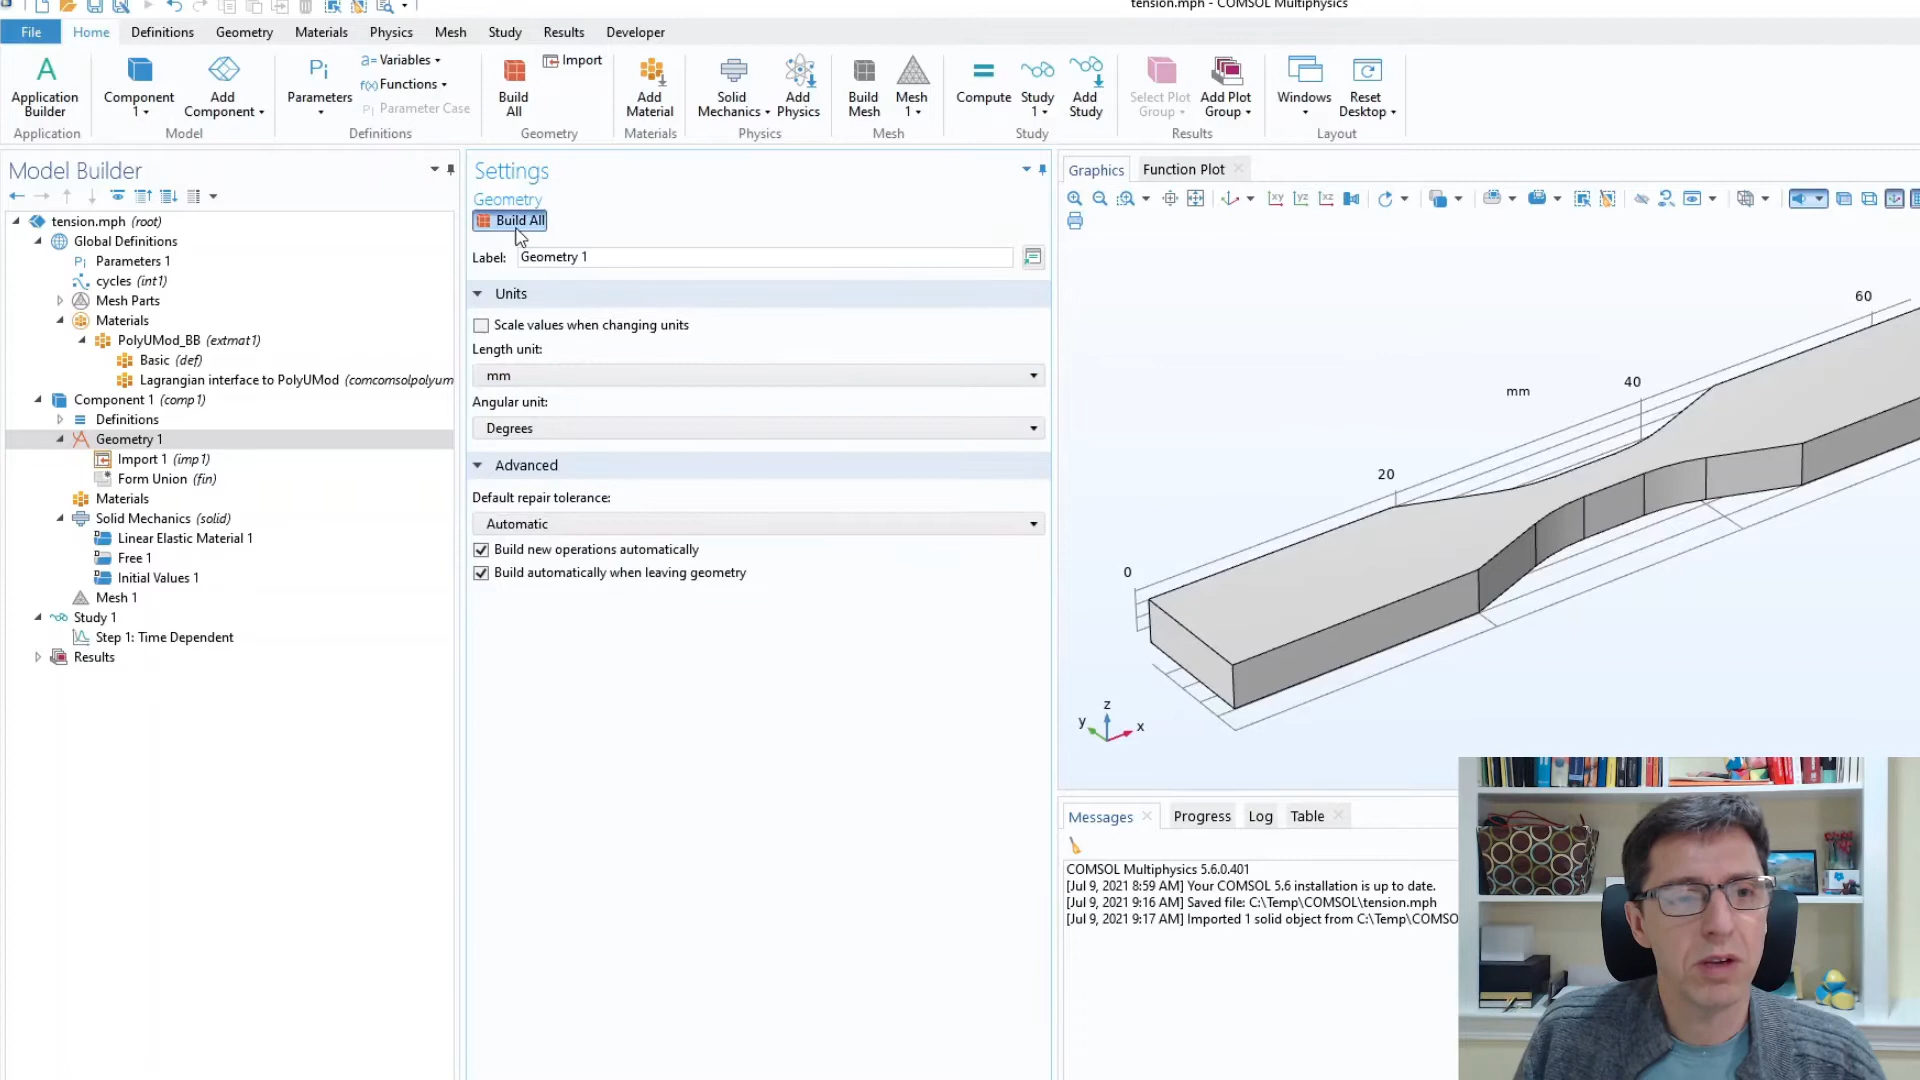 tension.mph - COMSOL Multiphysics
File Home Definitions Geometry Materials Physics Mesh Study Results Developer
Application Builder
Component 1
Add Component
Parameters
a= Variables
f(x) Functions
Pi Parameter Case
Build All
Import
Add Material
Solid Mechanics
Add Physics
Build Mesh
Mesh 1
Compute
Study 1
Add Study
Select Plot Group
Add Plot Group
Windows
Reset Desktop
Application Model Definitions Geometry Materials Physics Mesh Study Results Layout
Model Builder
tension.mph (root)
Global Definitions
Pi Parameters 1
cycles (int1)
Mesh Parts
Materials
PolyUMod_BB (extmat1)
Basic (def)
Lagrangian interface to PolyUMod (comcomsolpolyum
Component 1 (comp1)
Definitions
Geometry 1
Import 1 (imp1)
Form Union (fin)
Materials
Solid Mechanics (solid)
Linear Elastic Material 1
Free 1
Initial Values 1
Mesh 1
Study 1
Step 1: Time Dependent
Results
Settings
Geometry
Build All
Label: Geometry 1
Units
Scale values when changing units
Length unit:
mm
Angular unit:
Degrees
Advanced
Default repair tolerance:
Automatic
Build new operations automatically
Build automatically when leaving geometry
Graphics Function Plot
xy yz xz
60
mm
40
20
0
z
y
x
Messages Progress Log Table
COMSOL Multiphysics 5.6.0.401
[Jul 9, 2021 8:59 AM] Your COMSOL 5.6 installation is up to date.
[Jul 9, 2021 9:16 AM] Saved file: C:\Temp\COMSOL\tension.mph
[Jul 9, 2021 9:17 AM] Imported 1 solid object from C:\Temp\COMSO